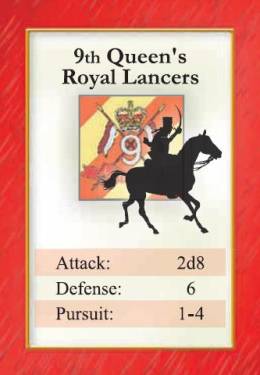 9th Queen's
Royal Lancers
9
Attack: 2d8
Defense: 6
Pursuit: 1-4